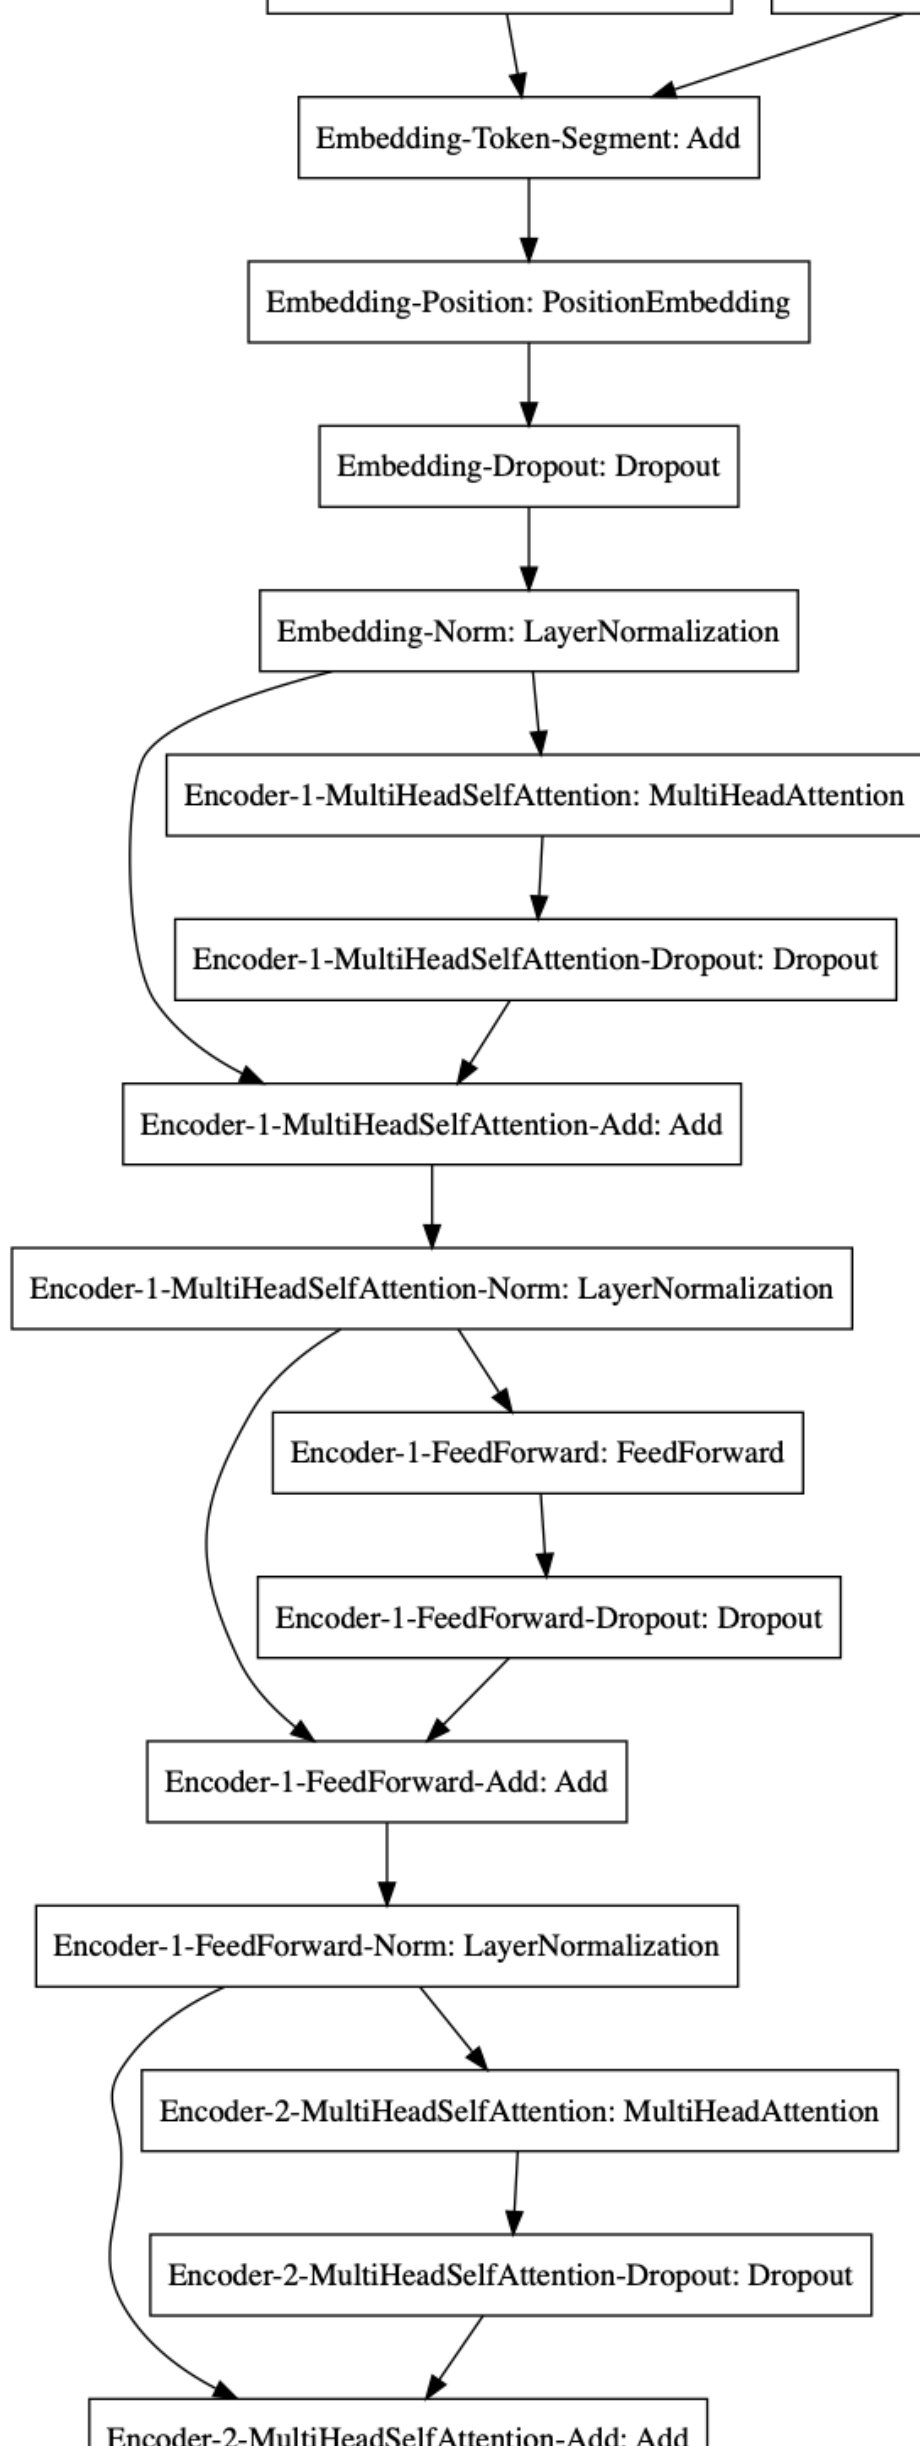 Embedding-Token-Segment: Add
Embedding-Position: PositionEmbedding
Embedding-Dropout: Dropout
Embedding-Norm: LayerNormalization
Encoder-1-MultiHeadSelfAttention: MultiHeadAttention
Encoder-1-MultiHeadSelfAttention-Dropout: Dropout
Encoder-1-MultiHeadSelfAttention-Add: Add
Encoder-1-MultiHeadSelfAttention-Norm: LayerNormalization
Encoder-1-FeedForward: FeedForward
Encoder-1-FeedForward-Dropout: Dropout
Encoder-1-FeedForward-Add: Add
Encoder-1-FeedForward-Norm: LayerNormalization
Encoder-2-MultiHeadSelfAttention: MultiHeadAttention
Encoder-2-MultiHeadSelfAttention-Dropout: Dropout
Encoder-2-MultiHeadSelfAttention-Add: Add